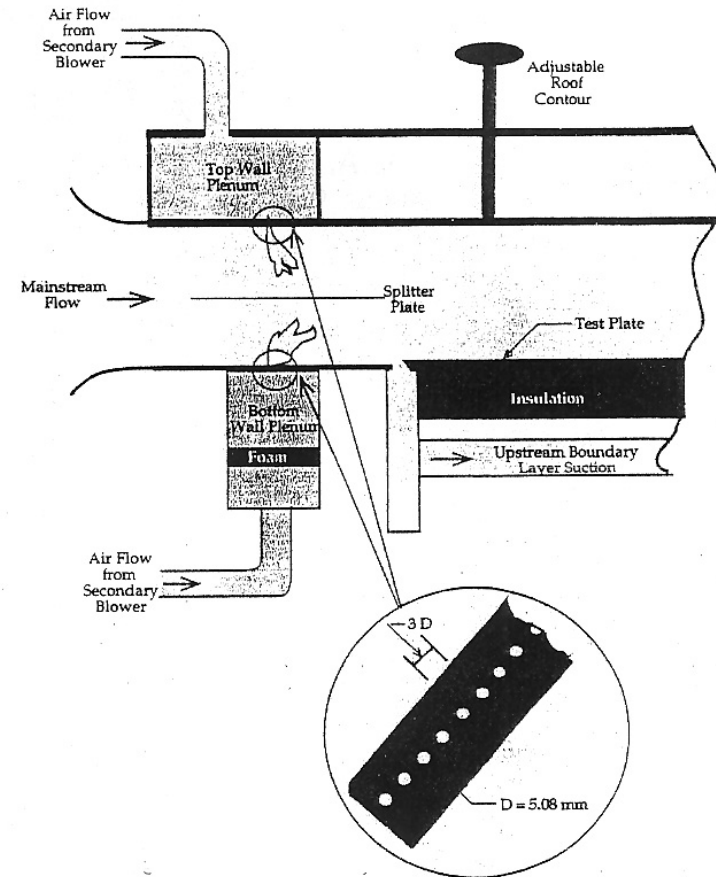 Air Flow
from
Secondary
Blower
Adjustable
Roof
Contour
Top Wall
Plenum
Mainstream
Flow
Splitter
Plate
Test Plate
Insulation
Bottom
Wall Plenum
Foam
Upstream Boundary
Layer Suction
Air Flow
from
Secondary
Blower
3 D
D = 5.08 mm